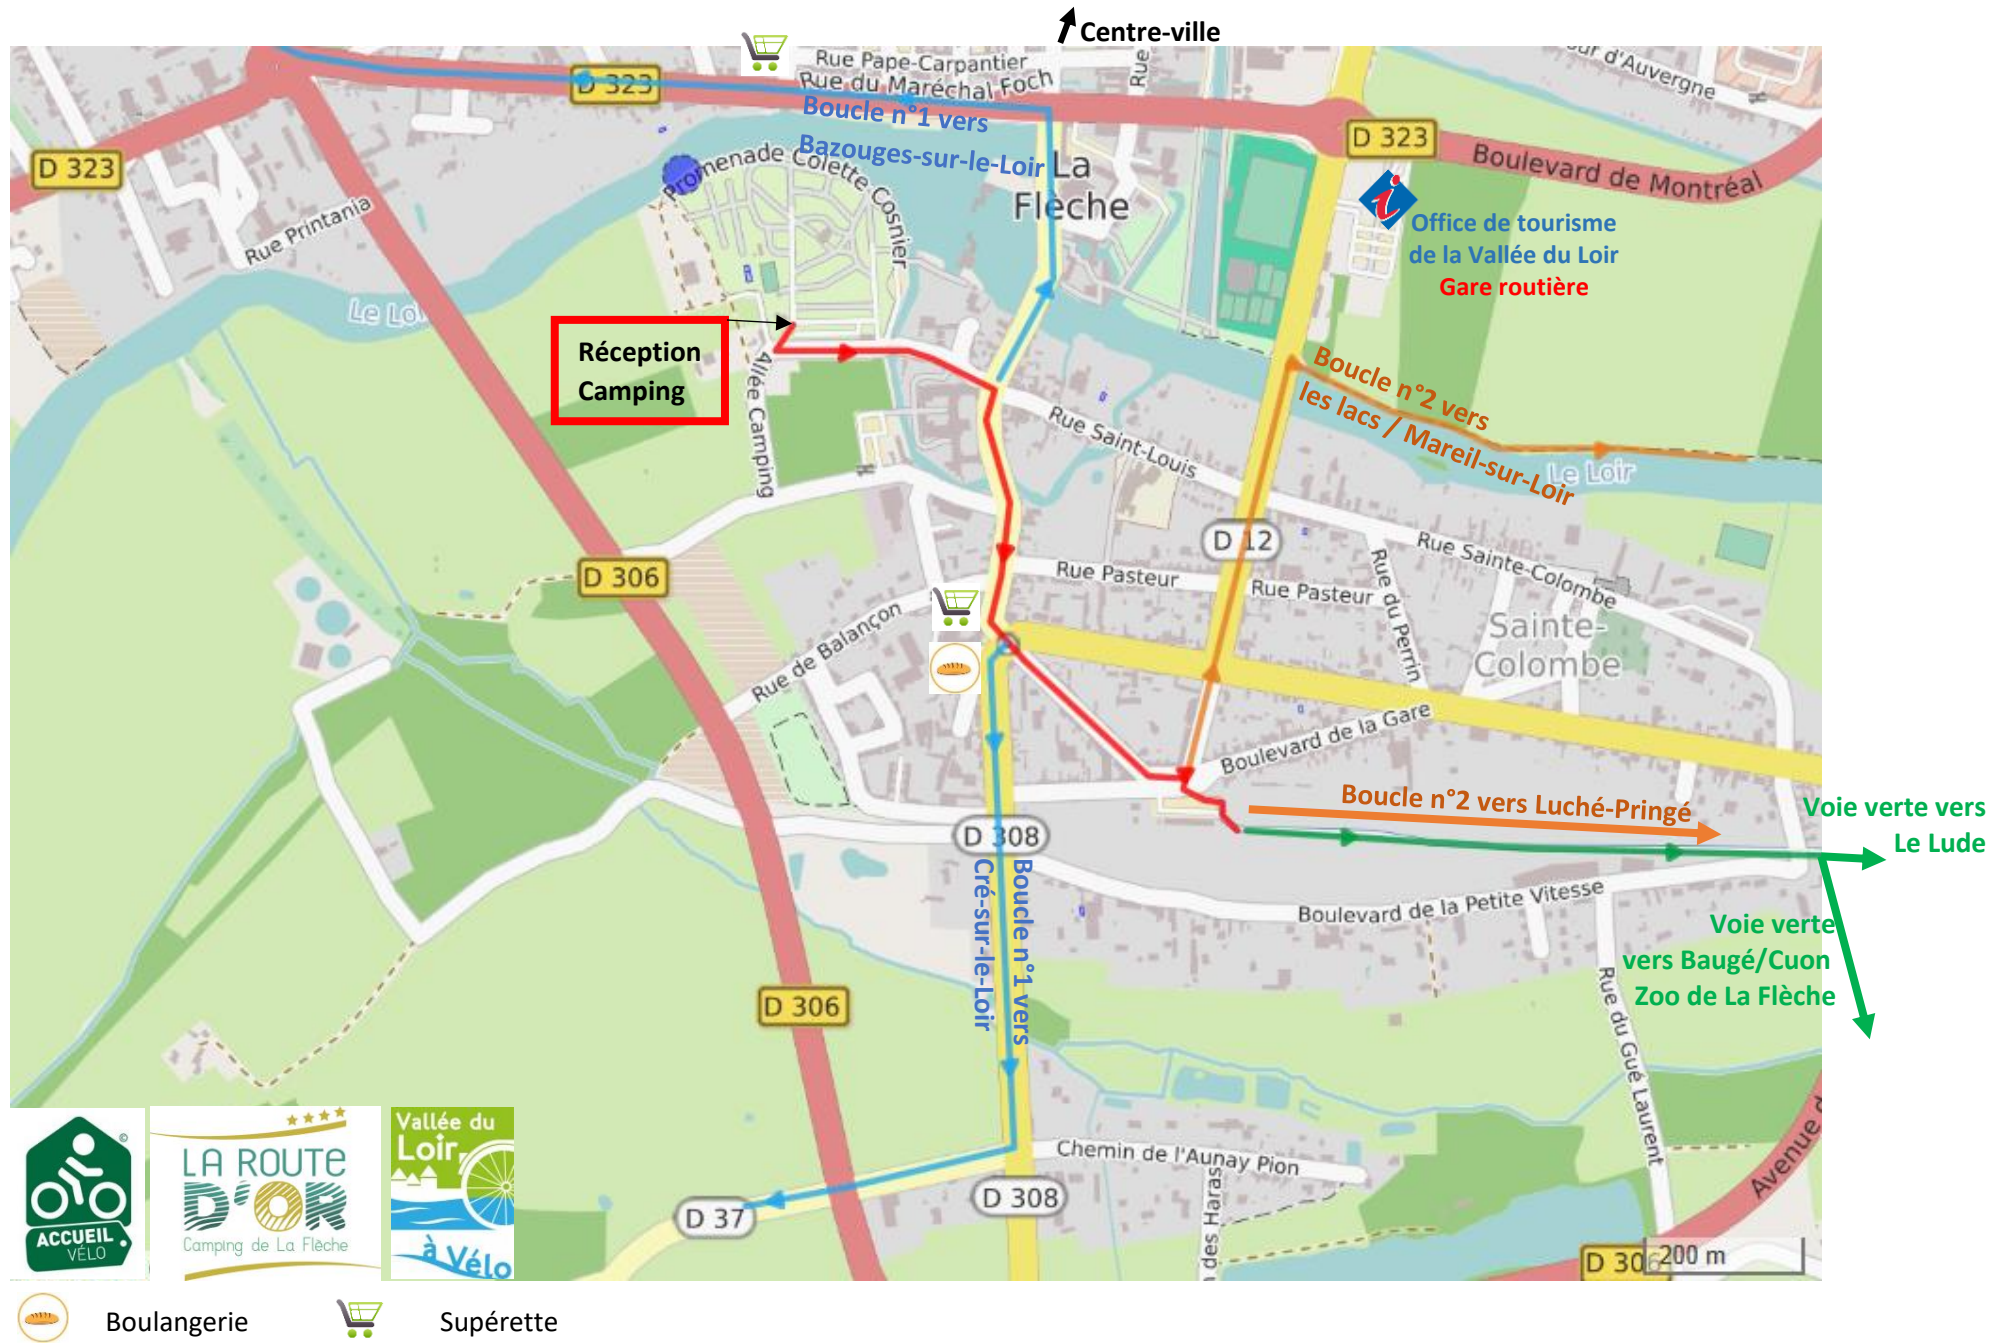 Centre-ville
Rue Pape-Carpantier
Rue du Maréchal Foch
Rue
d'Auvergne
D 323
D 323
D 323
Boulevard de Montréal
Boucle n°1 vers
Bazouges-sur-le-Loir
La
Flèche
Promenade Colette Cosnier
Rue Printania
Office de tourisme
de la Vallée du Loir
Gare routière
Le Loir
Réception
Camping
Allée Camping
Boucle n°2 vers
les lacs / Mareil-sur-Loir
Le Loir
Rue Saint-Louis
D 12
Rue Sainte-Colombe
D 306
Rue Pasteur
Rue Pasteur
Rue du Perrin
Sainte-
Colombe
Rue de Balançon
Boulevard de la Gare
Boucle n°2 vers Luché-Pringé
Voie verte vers
Le Lude
D 308
Boucle n°1 vers
Cré-sur-le-Loir
Boulevard de la Petite Vitesse
Voie verte
vers Baugé/Cuon
Zoo de La Flèche
D 306
Rue du Gué Laurent
Chemin de l'Aunay Pion
des Haras
Avenue d
D 308
D 37
D 306
200 m
ACCUEIL
VÉLO
©
LA ROUTE
D'OR
Camping de La Flèche
Vallée du
Loir
à Vélo
Boulangerie
Supérette